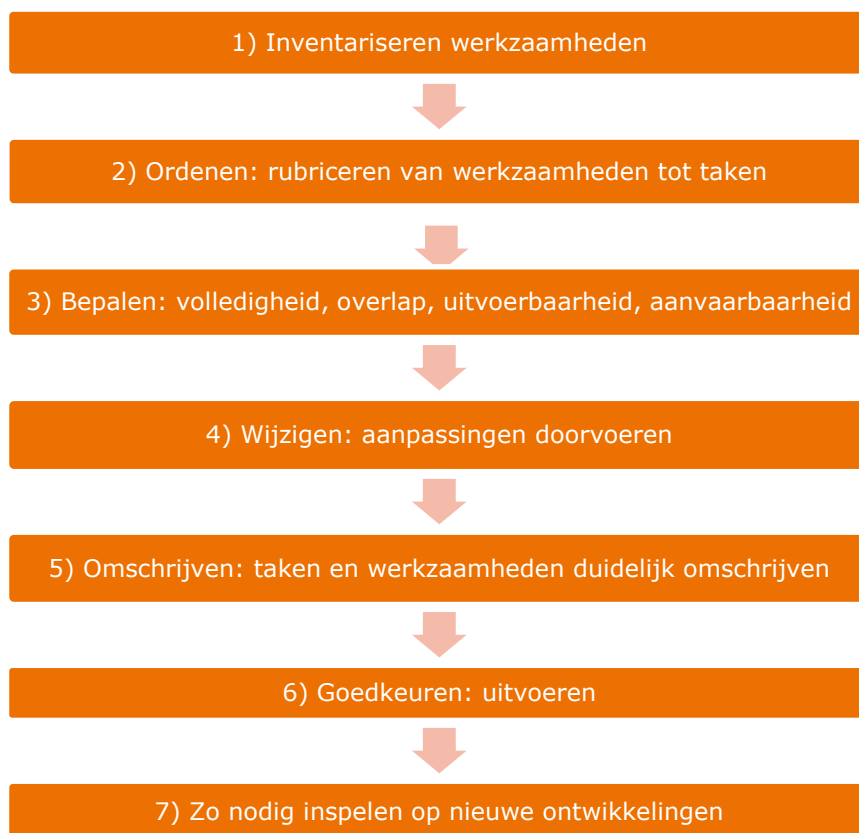 1) Inventariseren werkzaamheden
2) Ordenen: rubriceren van werkzaamheden tot taken
3) Bepalen: volledigheid, overlap, uitvoerbaarheid, aanvaarbaarheid
4) Wijzigen: aanpassingen doorvoeren
5) Omschrijven: taken en werkzaamheden duidelijk omschrijven
6) Goedkeuren: uitvoeren
7) Zo nodig inspelen op nieuwe ontwikkelingen